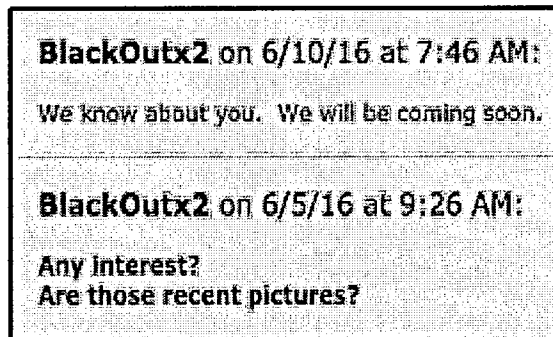 BlackOutx2 on 6/10/16 at 7:46 AM:
We know about you.  We will be coming soon.
BlackOutx2 on 6/5/16 at 9:26 AM:
Any interest?
Are those recent pictures?